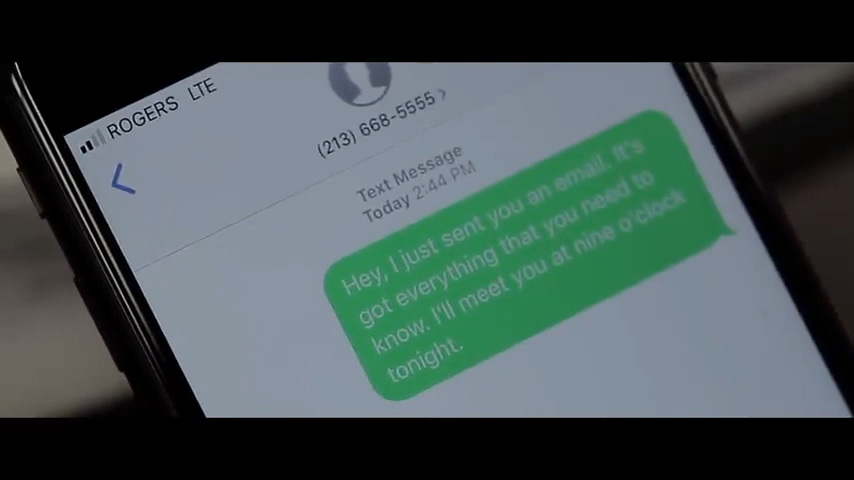 ROGERS LTE
(213) 668-5555
Text Message
Today 2:44 PM
Hey, I just sent you an email. It's
got everything that you need to
know. I'll meet you at nine o'clock
tonight.